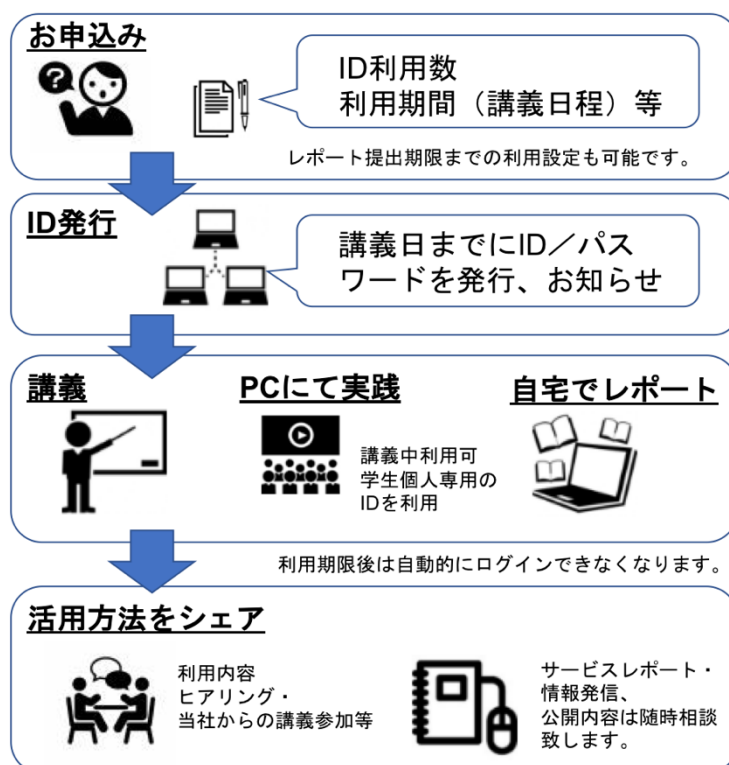 お申込み
?
ID利用数
利用期間（講義日程）等
レポート提出期限までの利用設定も可能です。
ID発行
講義日までにID／パス
ワードを発行、お知らせ
講義
PCにて実践
自宅でレポート
講義中利用可
学生個人専用の
IDを利用
利用期限後は自動的にログインできなくなります。
活用方法をシェア
利用内容
ヒアリング・
当社からの講義参加等
サービスレポート・
情報発信、
公開内容は随時相談
致します。